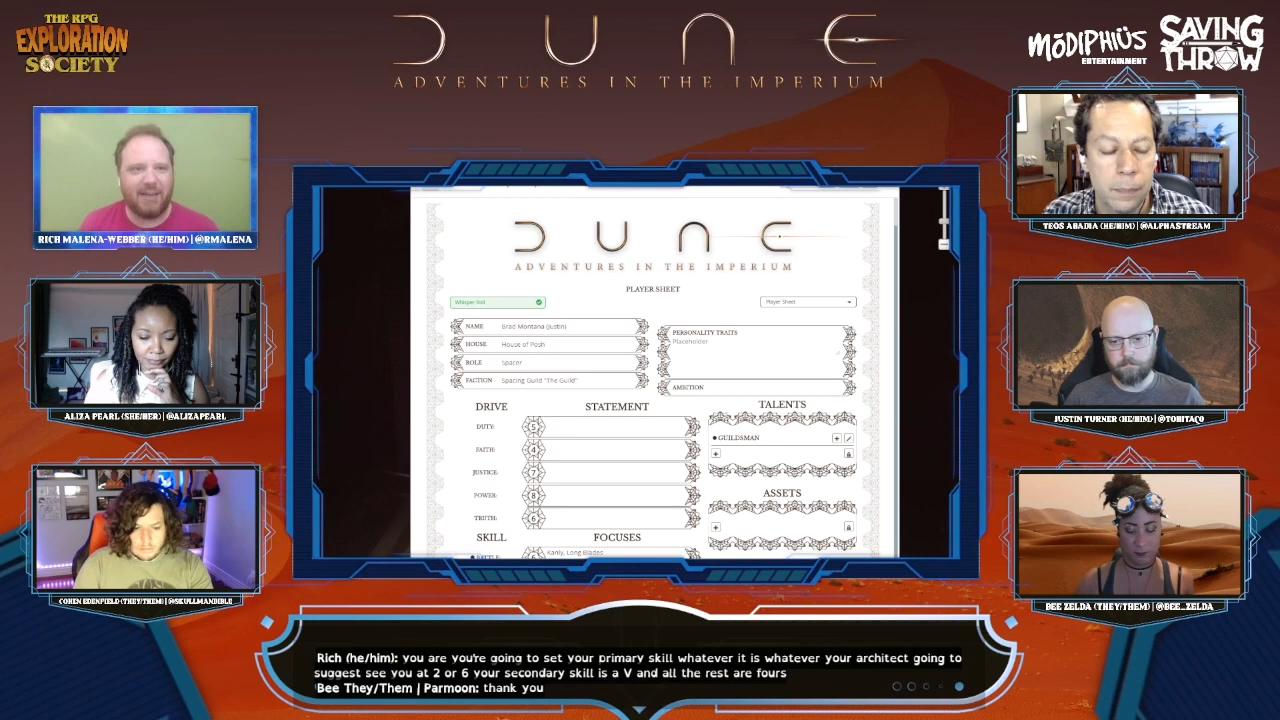 THE RPG
EXPLORATION
SOCIETY
DUNE
ADVENTURES IN THE IMPERIUM
MŌDIPHIÜS
ENTERTAINMENT
SAVING
THROW
RICH MALENA-WEBBER (HE/HIM) | @RMALENA
ALIZA PEARL (SHE/HER) | @ALIZAPEARL
COHEN EDENFIELD (THEY/THEM) | @SKULLMANDIBLE
DUNE
ADVENTURES IN THE IMPERIUM
PLAYER SHEET
Whisper Roll
Player Sheet
NAME Brad Montana (Justin)
HOUSE House of Posh
ROLE Spacer
FACTION Spacing Guild "The Guild"
PERSONALITY TRAITS
Placeholder
AMBITION
DRIVE STATEMENT
DUTY: 5
FAITH: 4
JUSTICE: 7
POWER: 8
TRUTH: 6
SKILL FOCUSES
BATTLE 6 Kanly, Long Blades
TALENTS
GUILDSMAN
ASSETS
TEOS ABADIA (HE/HIM) | @ALPHASTREAM
JUSTIN TURNER (HE/HIM) | @TOHITACO
BEE ZELDA (THEY/THEM) | @BEE_ZELDA
Rich (he/him): you are you're going to set your primary skill whatever it is whatever your architect going to
suggest see you at 2 or 6 your secondary skill is a V and all the rest are fours
Bee They/Them | Parmoon: thank you